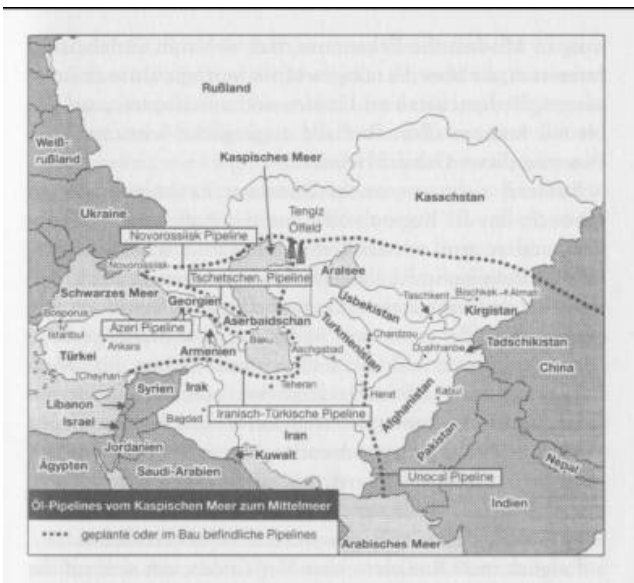 Rußland
Weiß-
rußland
Kaspisches Meer
Kasachstan
Ukraine
Tengiz
Ölfeld
Novorossiisk Pipeline
Novorossiisk
Tschetschen. Pipeline
Aralsee
Schwarzes Meer
Georgien
Usbekistan
Taschkent
Bischkek
Almati
Bosporus
Istanbul
Azeri Pipeline
Aserbaidschan
Baku
Turkmenistan
Chardzou
Kirgistan
Ankara
Türkei
Armenien
Aschgabad
Dushhanbe
Tadschikistan
China
Ceyhan
Syrien
Irak
Teheran
Herat
Kabul
Libanon
Iranisch-Türkische Pipeline
Afghanistan
Israel
Bagdad
Iran
Pakistan
Jordanien
Kuwait
Nepal
Ägypten
Saudi-Arabien
Unocal Pipeline
Indien
Öl-Pipelines vom Kaspischen Meer zum Mittelmeer
geplante oder im Bau befindliche Pipelines
Arabisches Meer